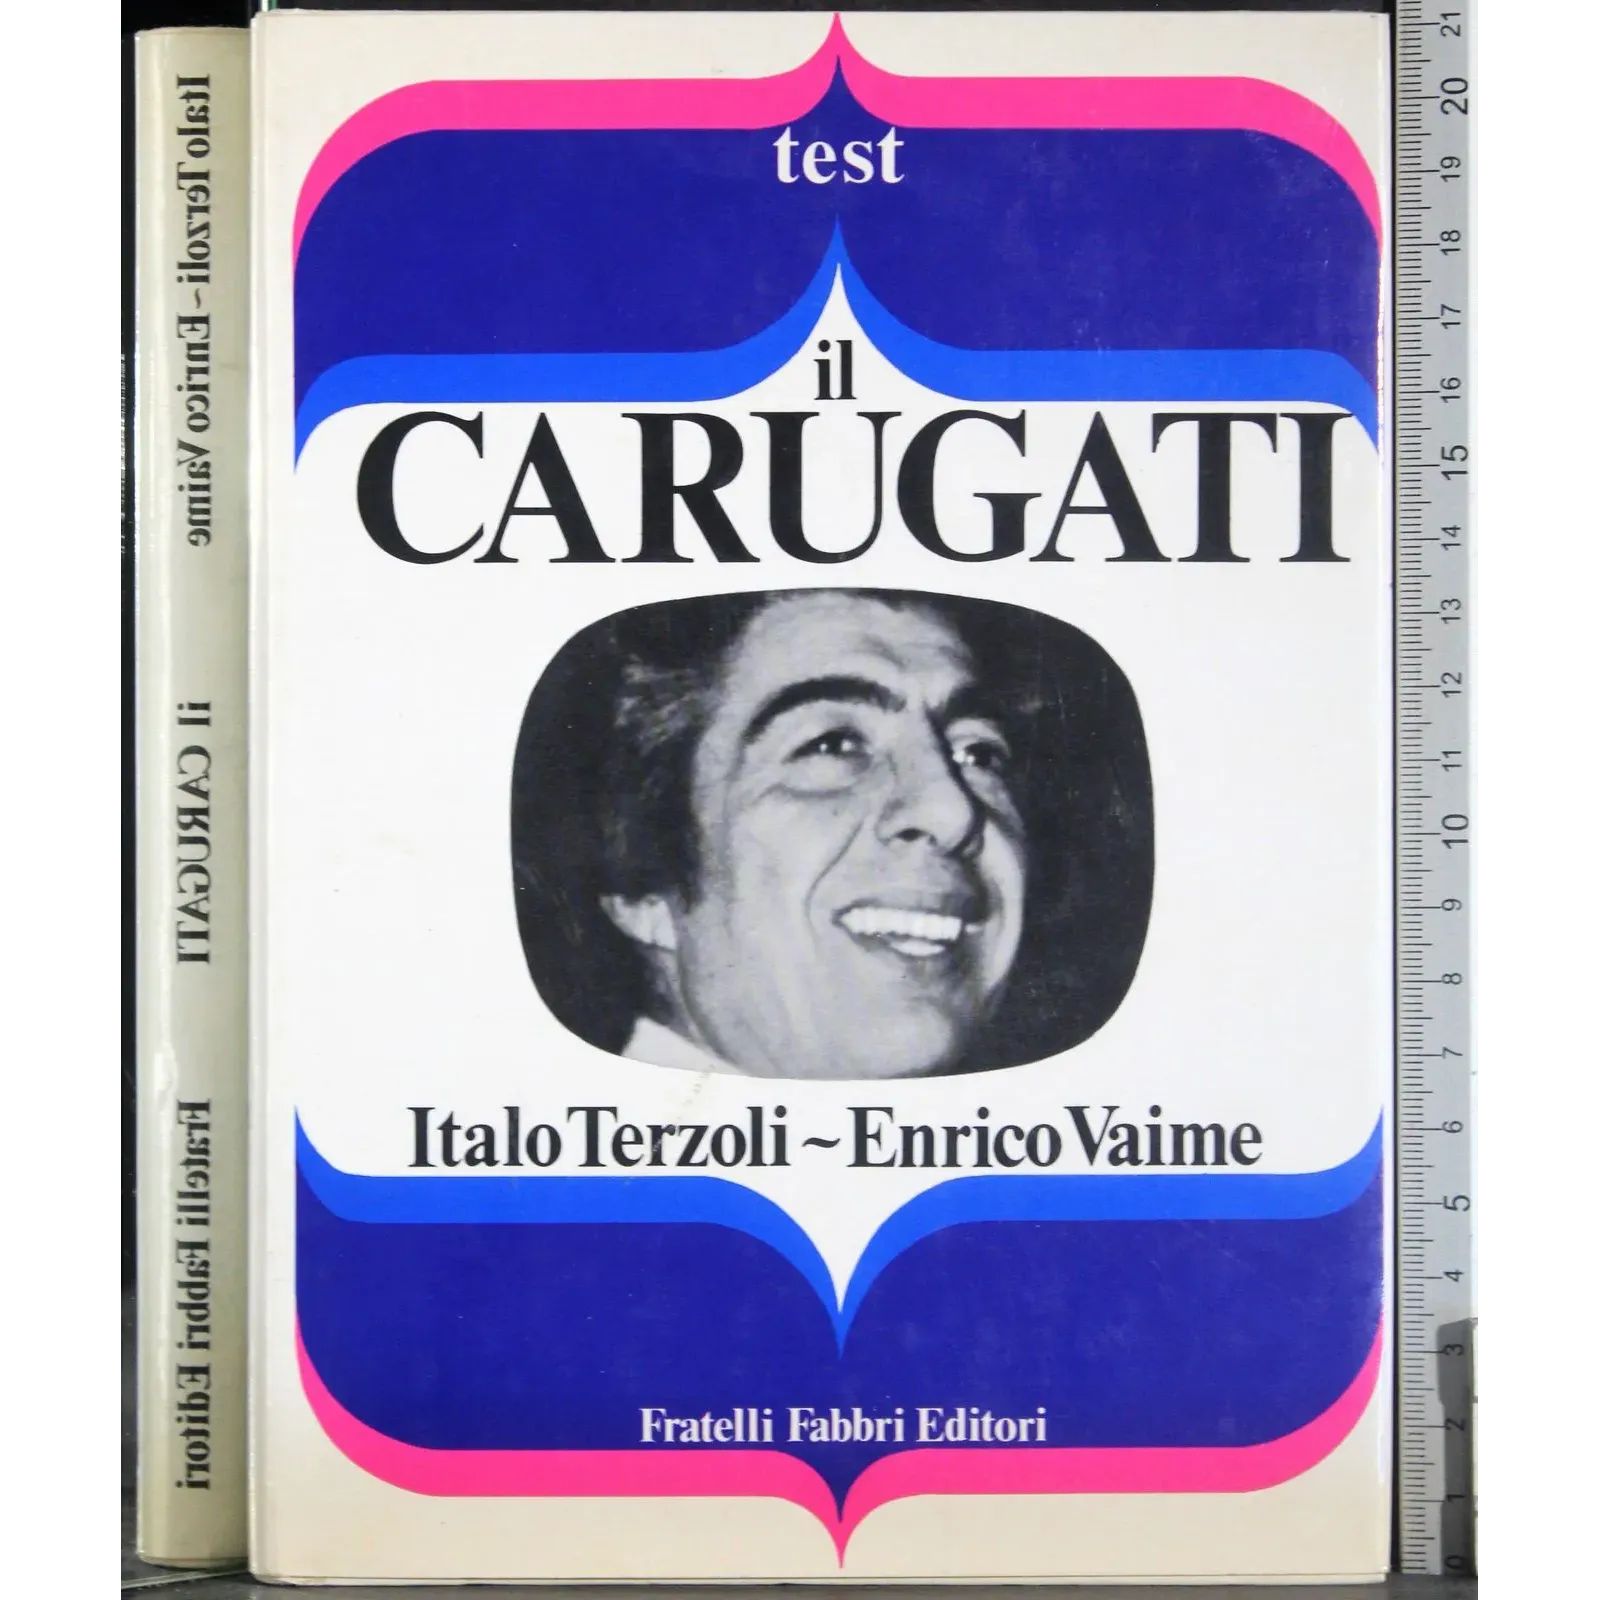 test
il
CARUGATI
Italo Terzoli ~ Enrico Vaime
Fratelli Fabbri Editori
Italo Terzoli ~ Enrico Vaime
il CARUGATI
Fratelli Fabbri Editori
21
20
19
18
17
16
15
14
13
12
11
10
9
8
7
6
5
4
3
2
1
0